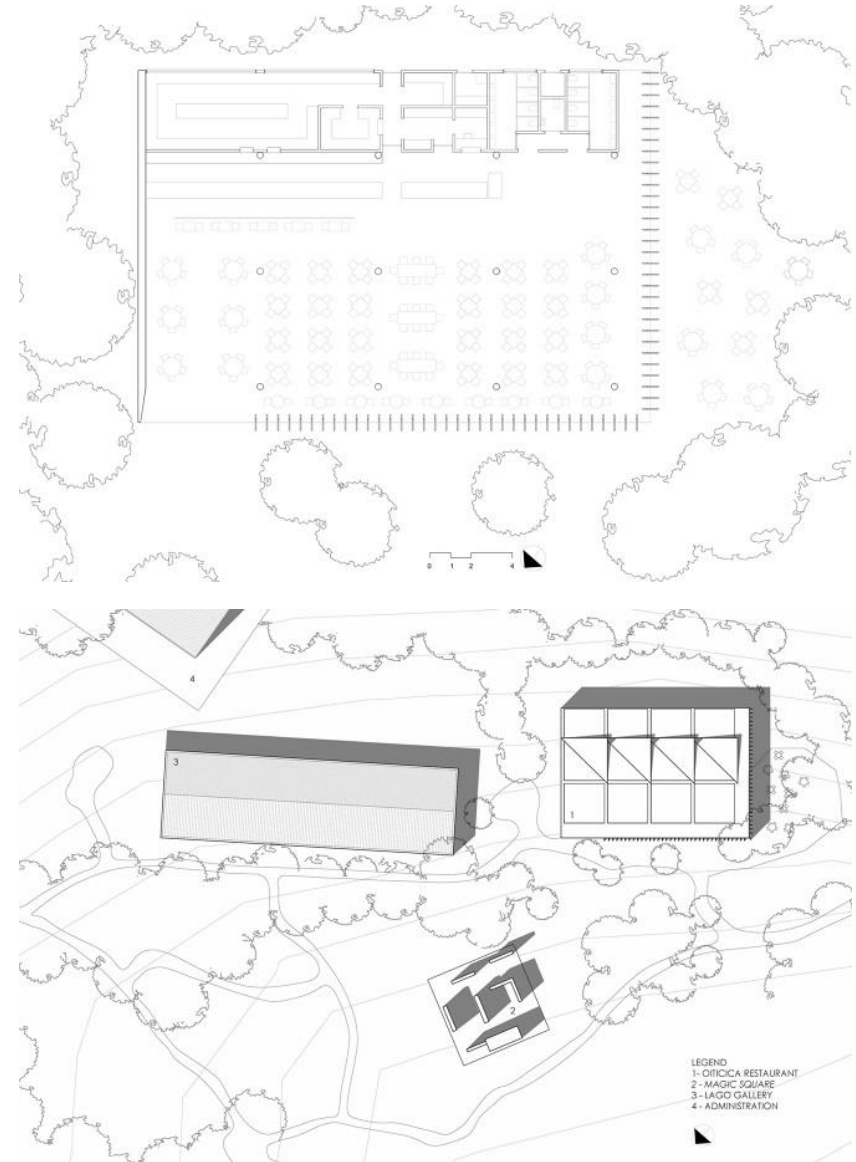 0 1 2 4
4
3
1
2
LEGEND
1- OITICICA RESTAURANT
2 - MAGIC SQUARE
3 - LAGO GALLERY
4 - ADMINISTRATION